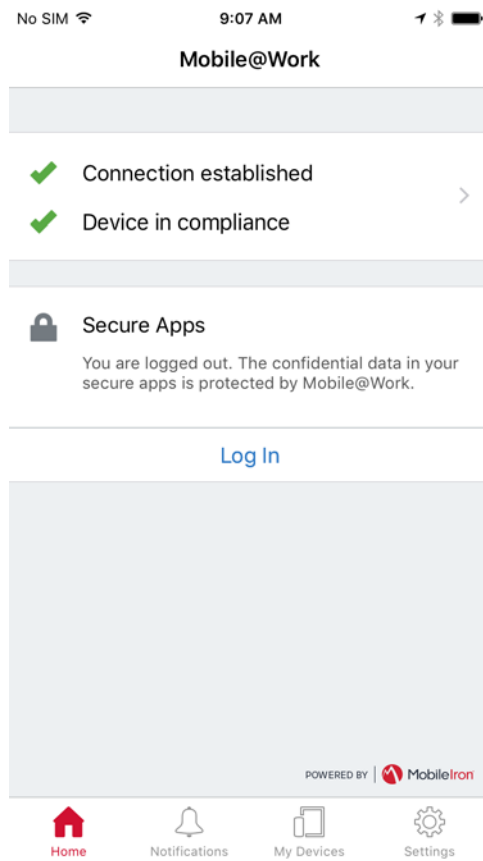 No SIM 9:07 AM
Mobile@Work
Connection established
Device in compliance
Secure Apps
You are logged out. The confidential data in your
secure apps is protected by Mobile@Work.
Log In
POWERED BY MobileIron
Home Notifications My Devices Settings